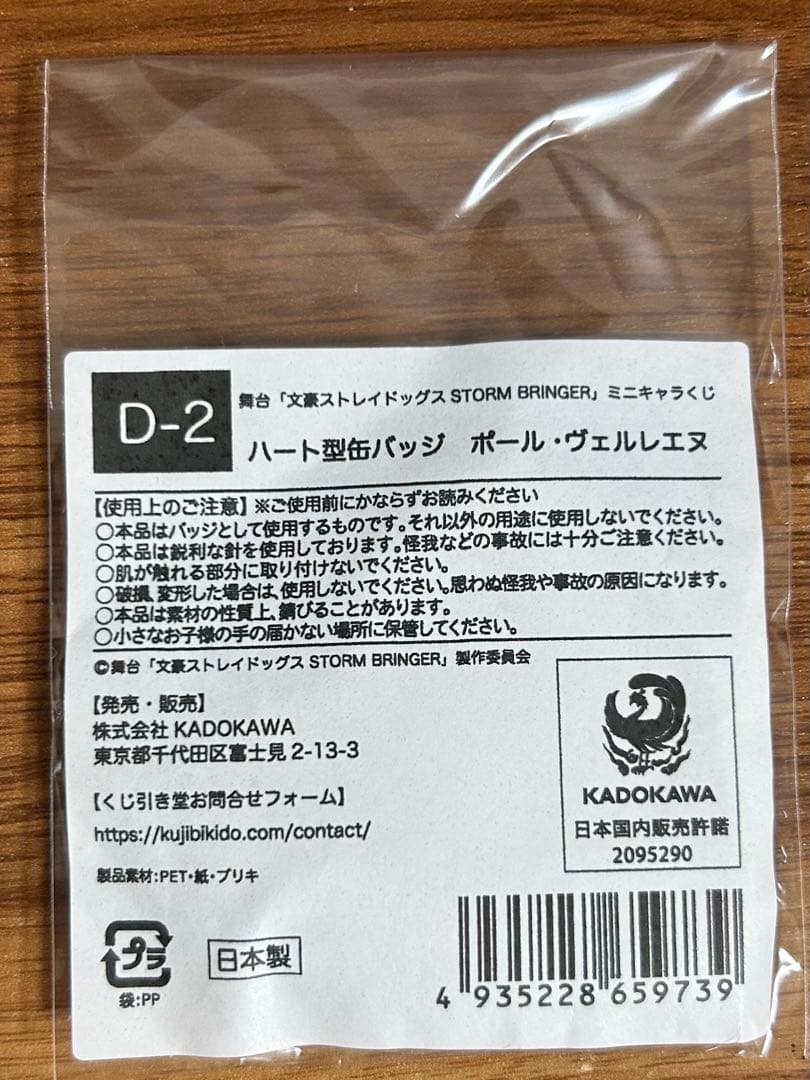 D-2
舞台「文豪ストレイドッグス STORM BRINGER」ミニキャラくじ
ハート型缶バッジ　ポール・ヴェルレエヌ
【使用上のご注意】※ご使用前にかならずお読みください
○本品はバッジとして使用するものです。それ以外の用途に使用しないでください。
○本品は鋭利な針を使用しております。怪我などの事故には十分ご注意ください。
○肌が触れる部分に取り付けないでください。
○破損、変形した場合は、使用しないでください。思わぬ怪我や事故の原因になります。
○本品は素材の性質上、錆びることがあります。
○小さなお子様の手の届かない場所に保管してください。
©舞台「文豪ストレイドッグス STORM BRINGER」製作委員会
【発売・販売】
株式会社 KADOKAWA
東京都千代田区富士見 2-13-3
【くじ引き堂お問合せフォーム】
https://kujibikido.com/contact/
製品素材:PET・紙・ブリキ
プラ
袋:PP
日本製
KADOKAWA
日本国内販売許諾
2095290
4 935228 659739